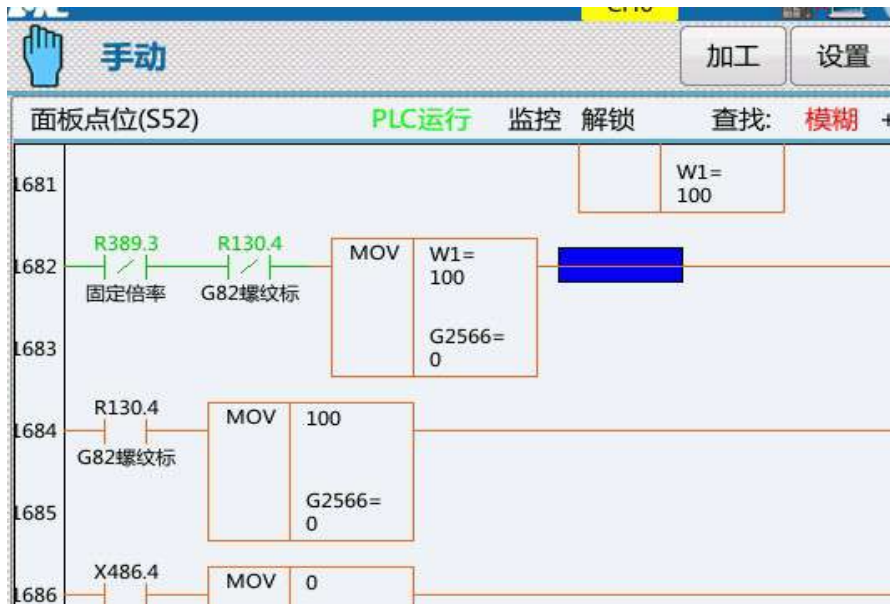 手动
加工
设置
面板点位(S52)
PLC运行
监控
解锁
查找:
模糊
+
1681
W1=
100
R389.3
R130.4
1682
MOV
W1=
100
固定倍率
G82螺纹标
1683
G2566=
0
R130.4
1684
MOV
100
G82螺纹标
1685
G2566=
0
X486.4
1686
MOV
0